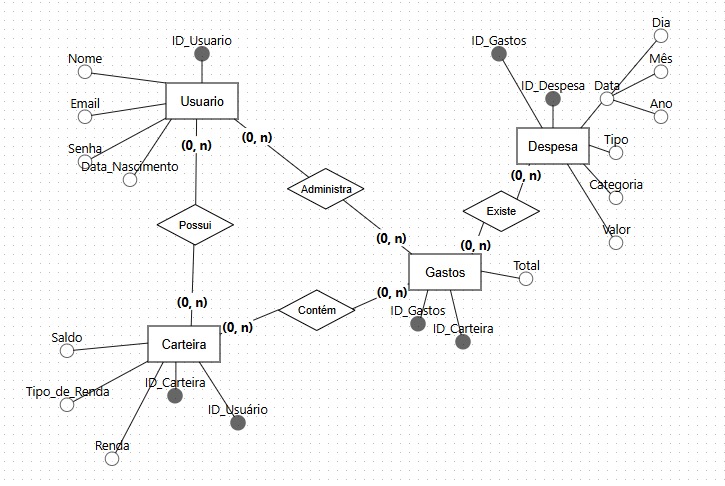 ID_Usuario
Nome
Email
Senha
Data_Nascimento
Usuario
(0, n)
(0, n)
Administra
(0, n)
Possui
(0, n)
ID_Gastos
ID_Despesa
Data
Dia
Mês
Ano
Despesa
Tipo
Categoria
Valor
(0, n)
Existe
(0, n)
Gastos
Total
ID_Gastos
ID_Carteira
(0, n)
Contém
(0, n)
Carteira
Saldo
Tipo_de_Renda
Renda
ID_Carteira
ID_Usuário